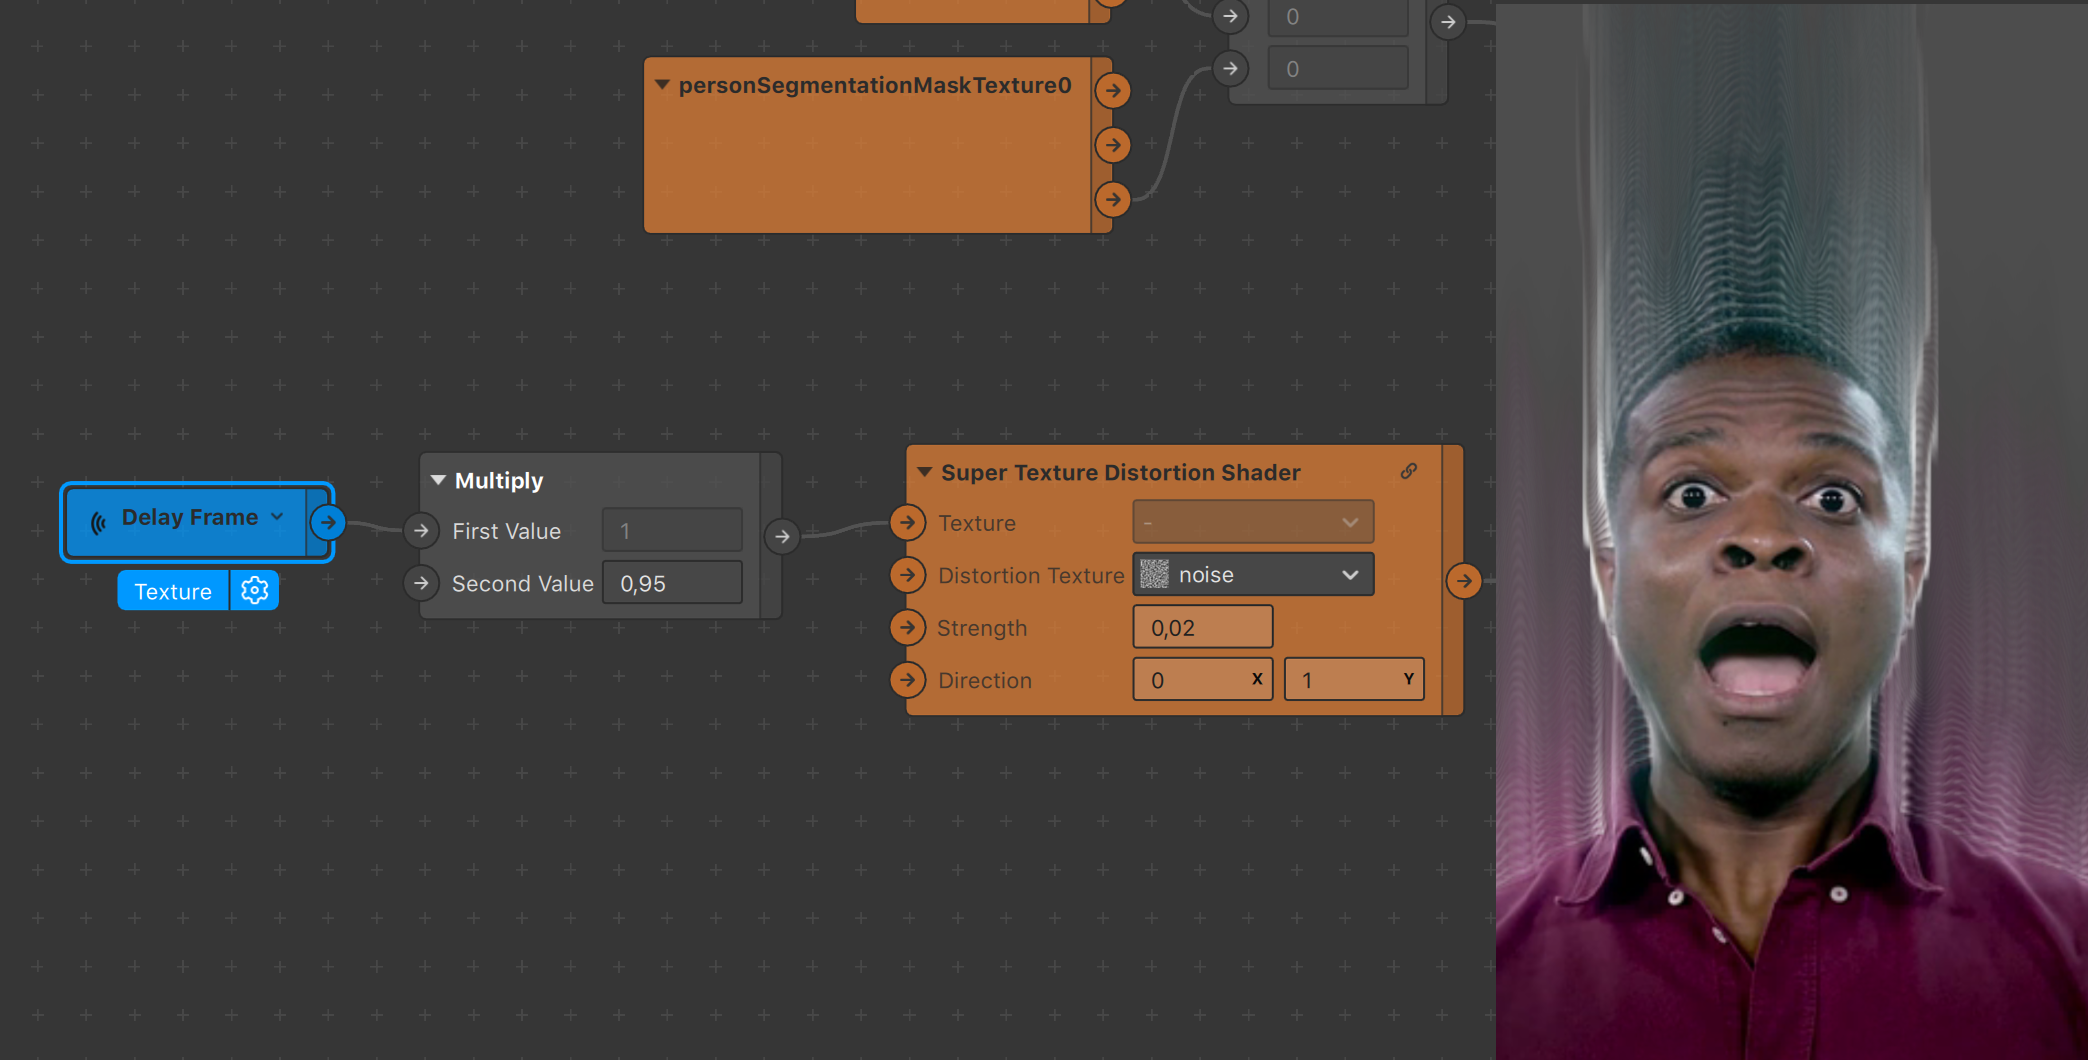 0
0
personSegmentationMaskTexture0
Delay Frame
Texture
Multiply
First Value 1
Second Value 0,95
Super Texture Distortion Shader
Texture -
Distortion Texture noise
Strength 0,02
Direction 0 X 1 Y